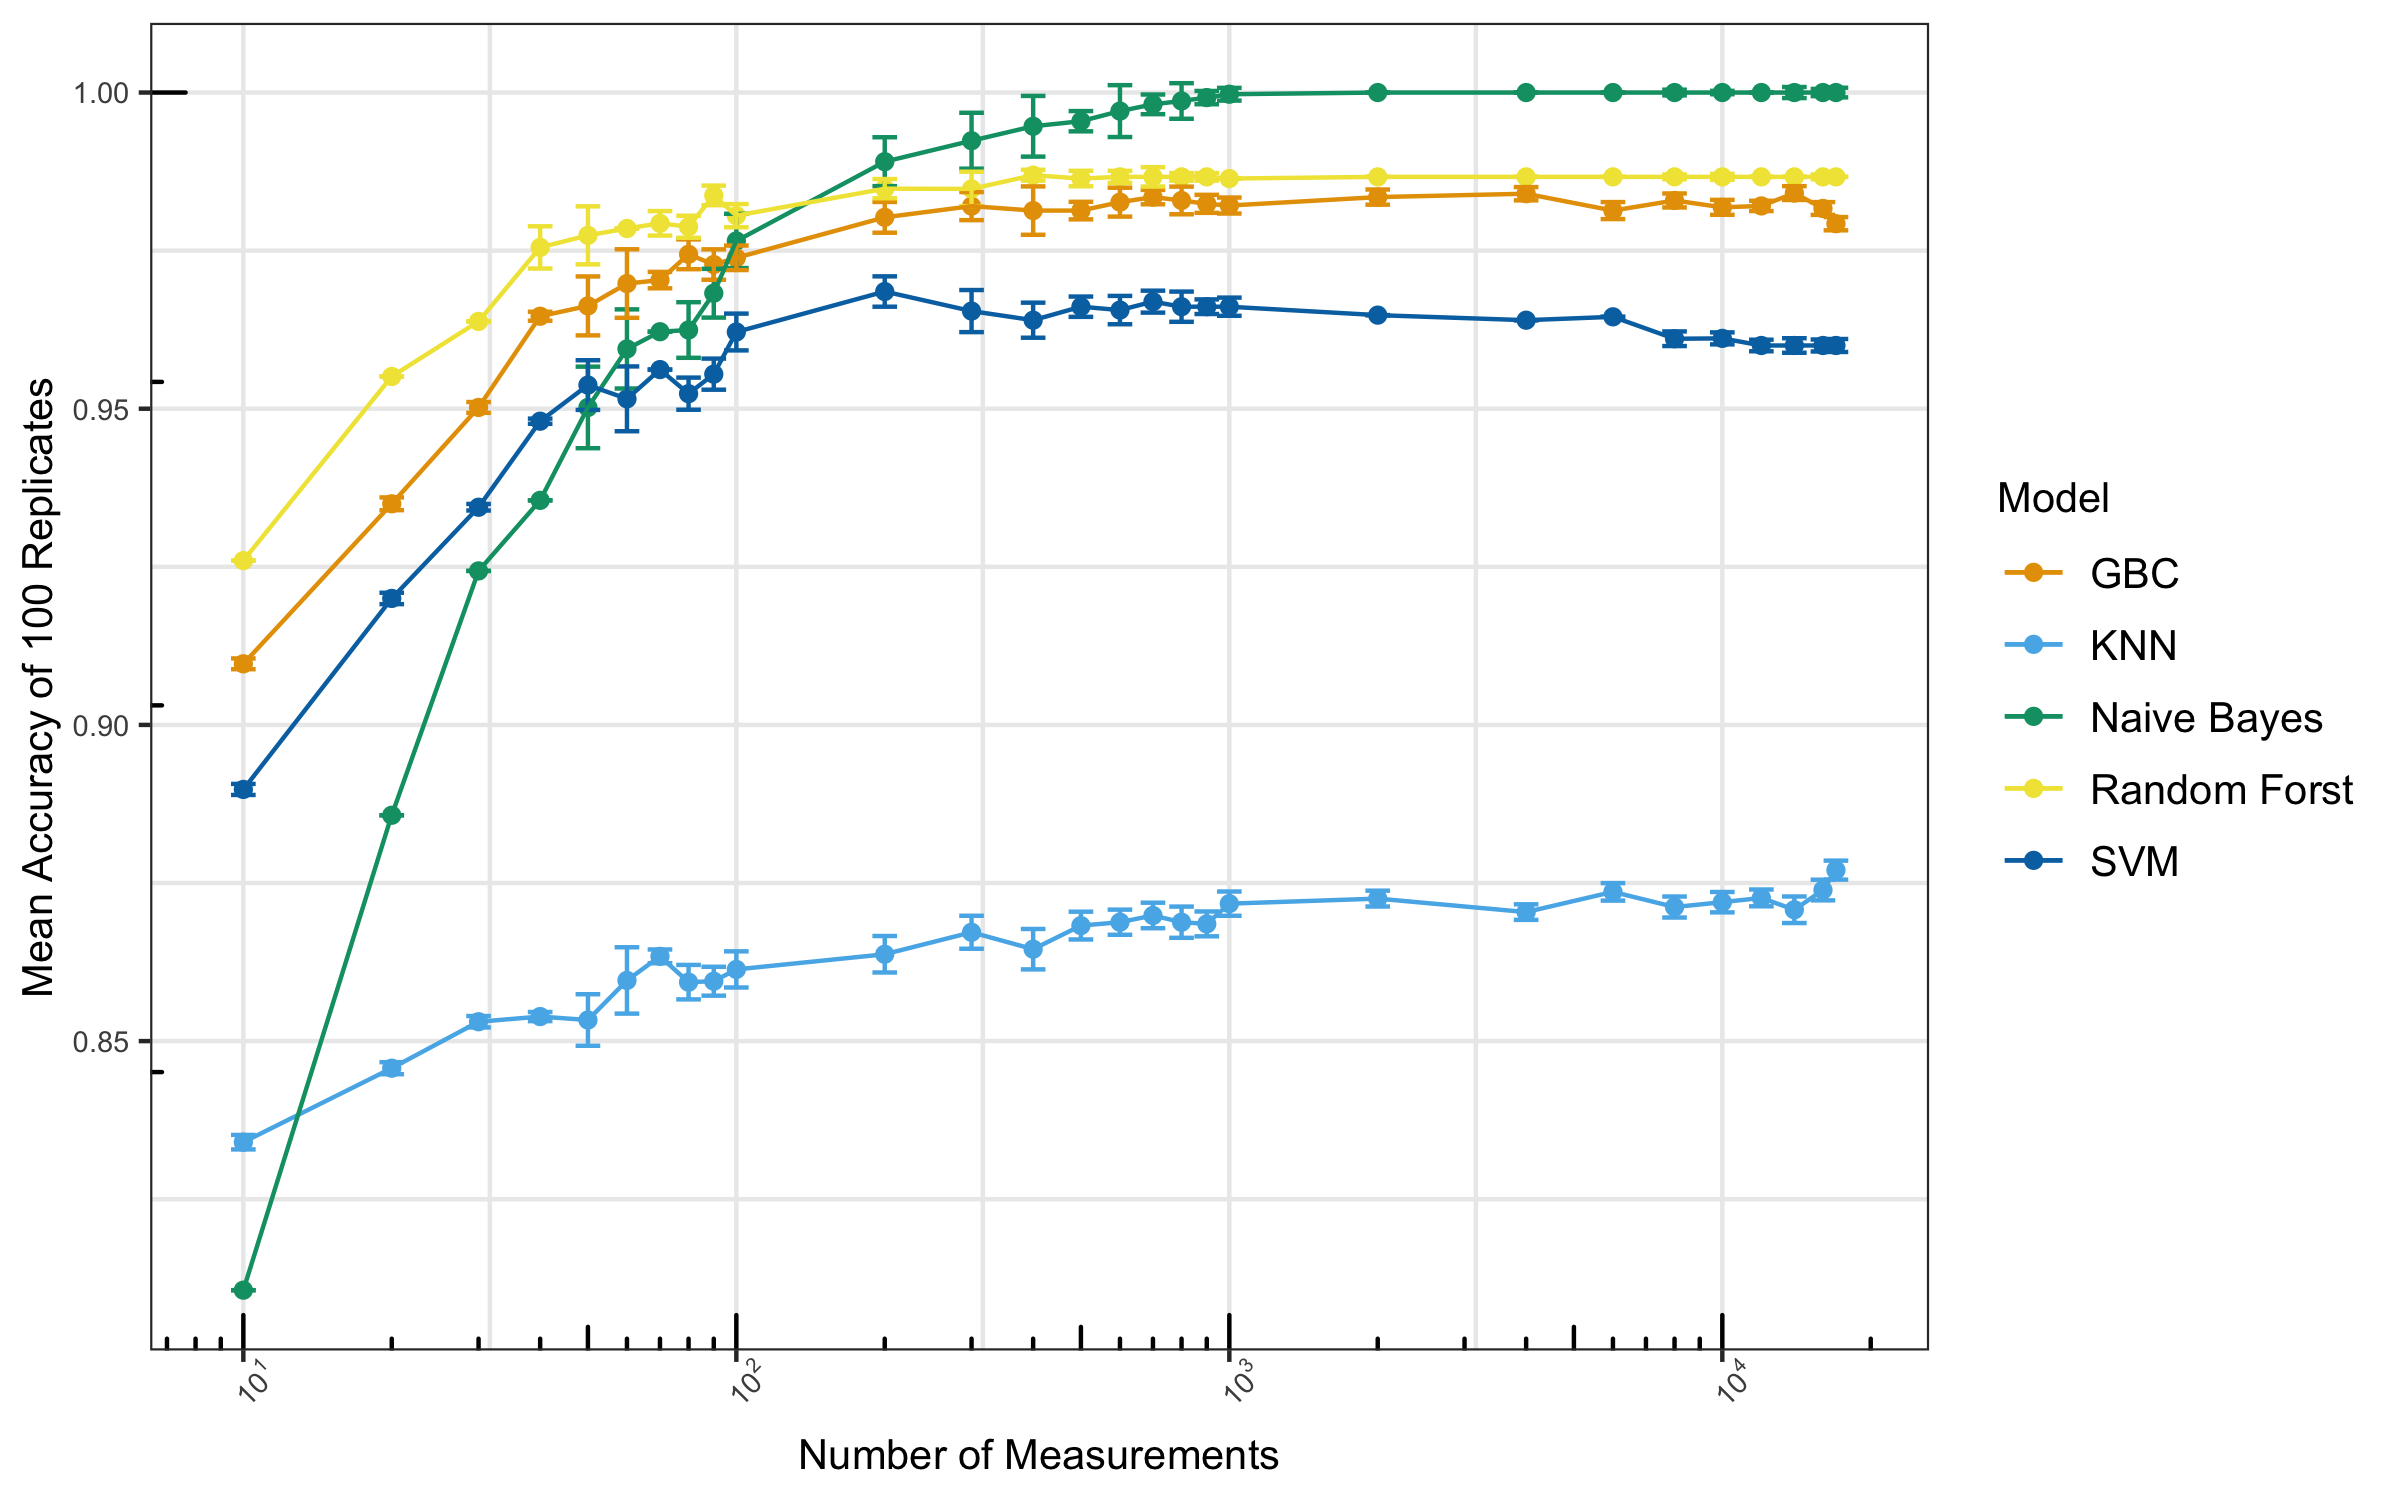 1.00
0.95
0.90
0.85
Mean Accuracy of 100 Replicates
10¹
10²
10³
10⁴
Number of Measurements
Model
GBC
KNN
Naive Bayes
Random Forst
SVM